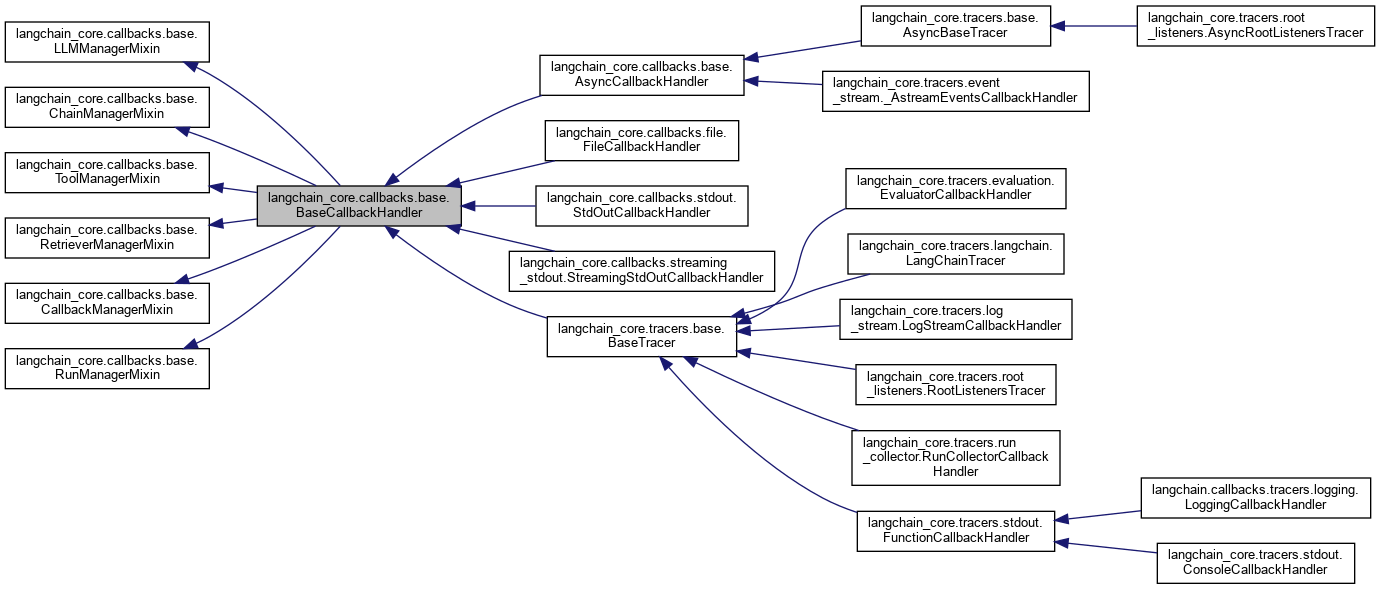 langchain_core.callbacks.base.
LLMManagerMixin
langchain_core.callbacks.base.
ChainManagerMixin
langchain_core.callbacks.base.
ToolManagerMixin
langchain_core.callbacks.base.
RetrieverManagerMixin
langchain_core.callbacks.base.
CallbackManagerMixin
langchain_core.callbacks.base.
RunManagerMixin
langchain_core.callbacks.base.
BaseCallbackHandler
langchain_core.callbacks.base.
AsyncCallbackHandler
langchain_core.callbacks.file.
FileCallbackHandler
langchain_core.callbacks.stdout.
StdOutCallbackHandler
langchain_core.callbacks.streaming
_stdout.StreamingStdOutCallbackHandler
langchain_core.tracers.base.
BaseTracer
langchain_core.tracers.base.
AsyncBaseTracer
langchain_core.tracers.event
_stream._AstreamEventsCallbackHandler
langchain_core.tracers.evaluation.
EvaluatorCallbackHandler
langchain_core.tracers.langchain.
LangChainTracer
langchain_core.tracers.log
_stream.LogStreamCallbackHandler
langchain_core.tracers.root
_listeners.RootListenersTracer
langchain_core.tracers.run
_collector.RunCollectorCallback
Handler
langchain_core.tracers.stdout.
FunctionCallbackHandler
langchain_core.tracers.root
_listeners.AsyncRootListenersTracer
langchain.callbacks.tracers.logging.
LoggingCallbackHandler
langchain_core.tracers.stdout.
ConsoleCallbackHandler